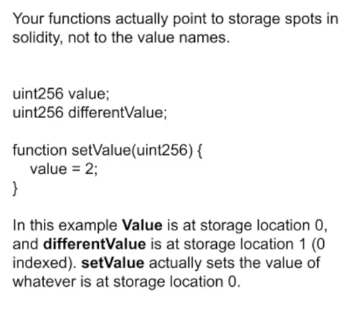 Your functions actually point to storage spots in
solidity, not to the value names.
uint256 value;
uint256 differentValue;
function setValue(uint256) {
value = 2;
}
In this example Value is at storage location 0,
and differentValue is at storage location 1 (0
indexed). setValue actually sets the value of
whatever is at storage location 0.